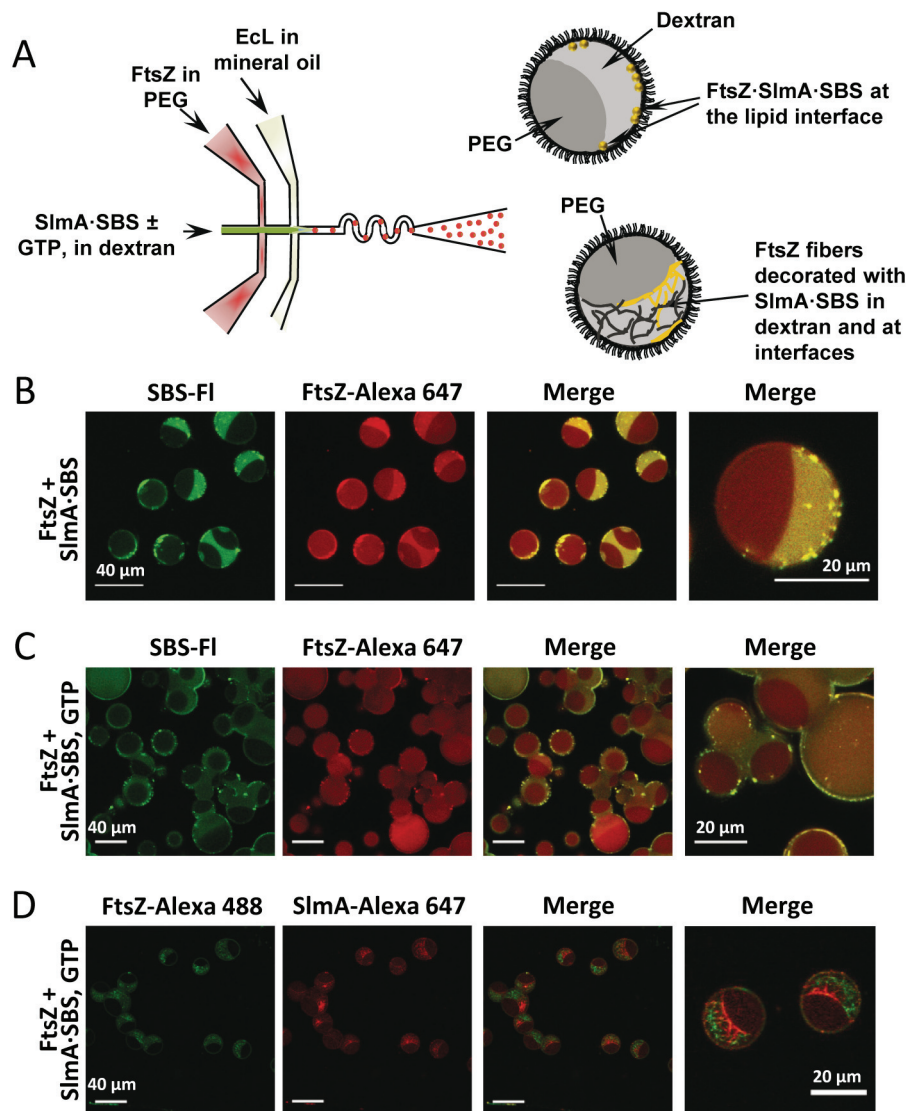 A
EcL in
mineral oil
FtsZ in
PEG
SlmA·SBS ±
GTP, in dextran
Dextran
FtsZ·SlmA·SBS at
the lipid interface
PEG
PEG
FtsZ fibers
decorated with
SlmA·SBS in
dextran and at
interfaces
B
SBS-Fl
FtsZ-Alexa 647
Merge
Merge
FtsZ +
SlmA·SBS
40 μm
20 μm
C
SBS-Fl
FtsZ-Alexa 647
Merge
Merge
FtsZ +
SlmA·SBS, GTP
40 μm
20 μm
D
FtsZ-Alexa 488
SlmA-Alexa 647
Merge
Merge
FtsZ +
SlmA·SBS, GTP
40 μm
20 μm